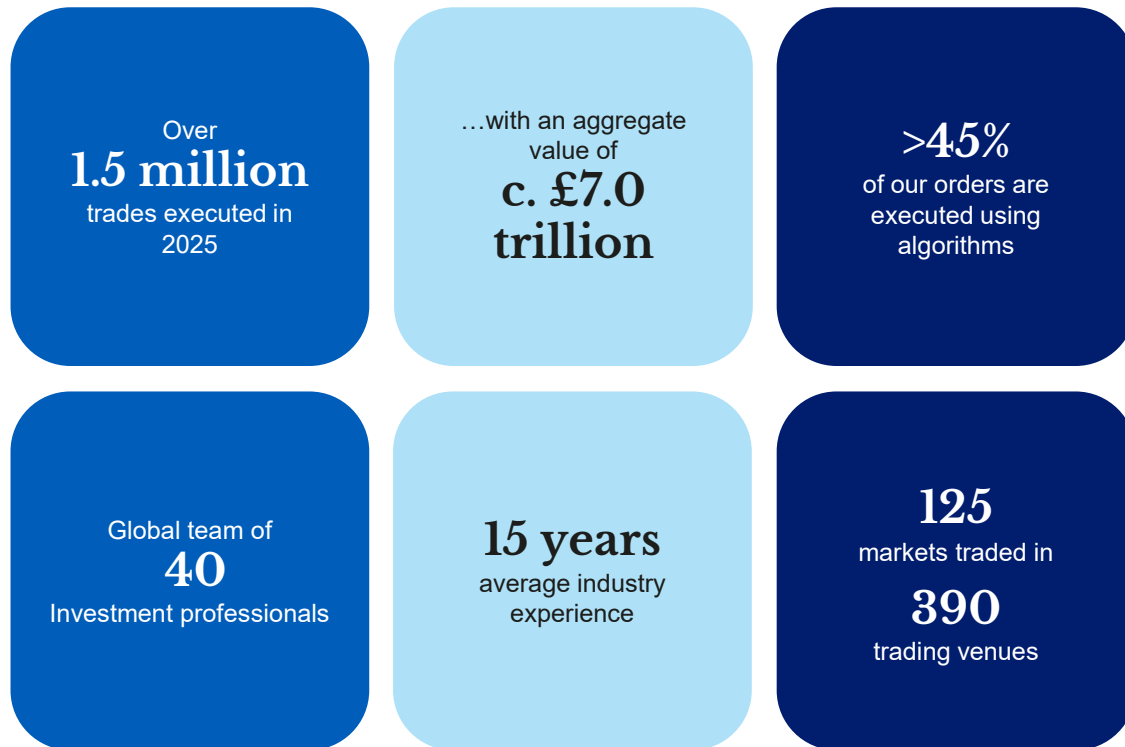 Over
1.5 million
trades executed in
2025
…with an aggregate
value of
c. £7.0
trillion
>45%
of our orders are
executed using
algorithms
Global team of
40
Investment professionals
15 years
average industry
experience
125
markets traded in
390
trading venues